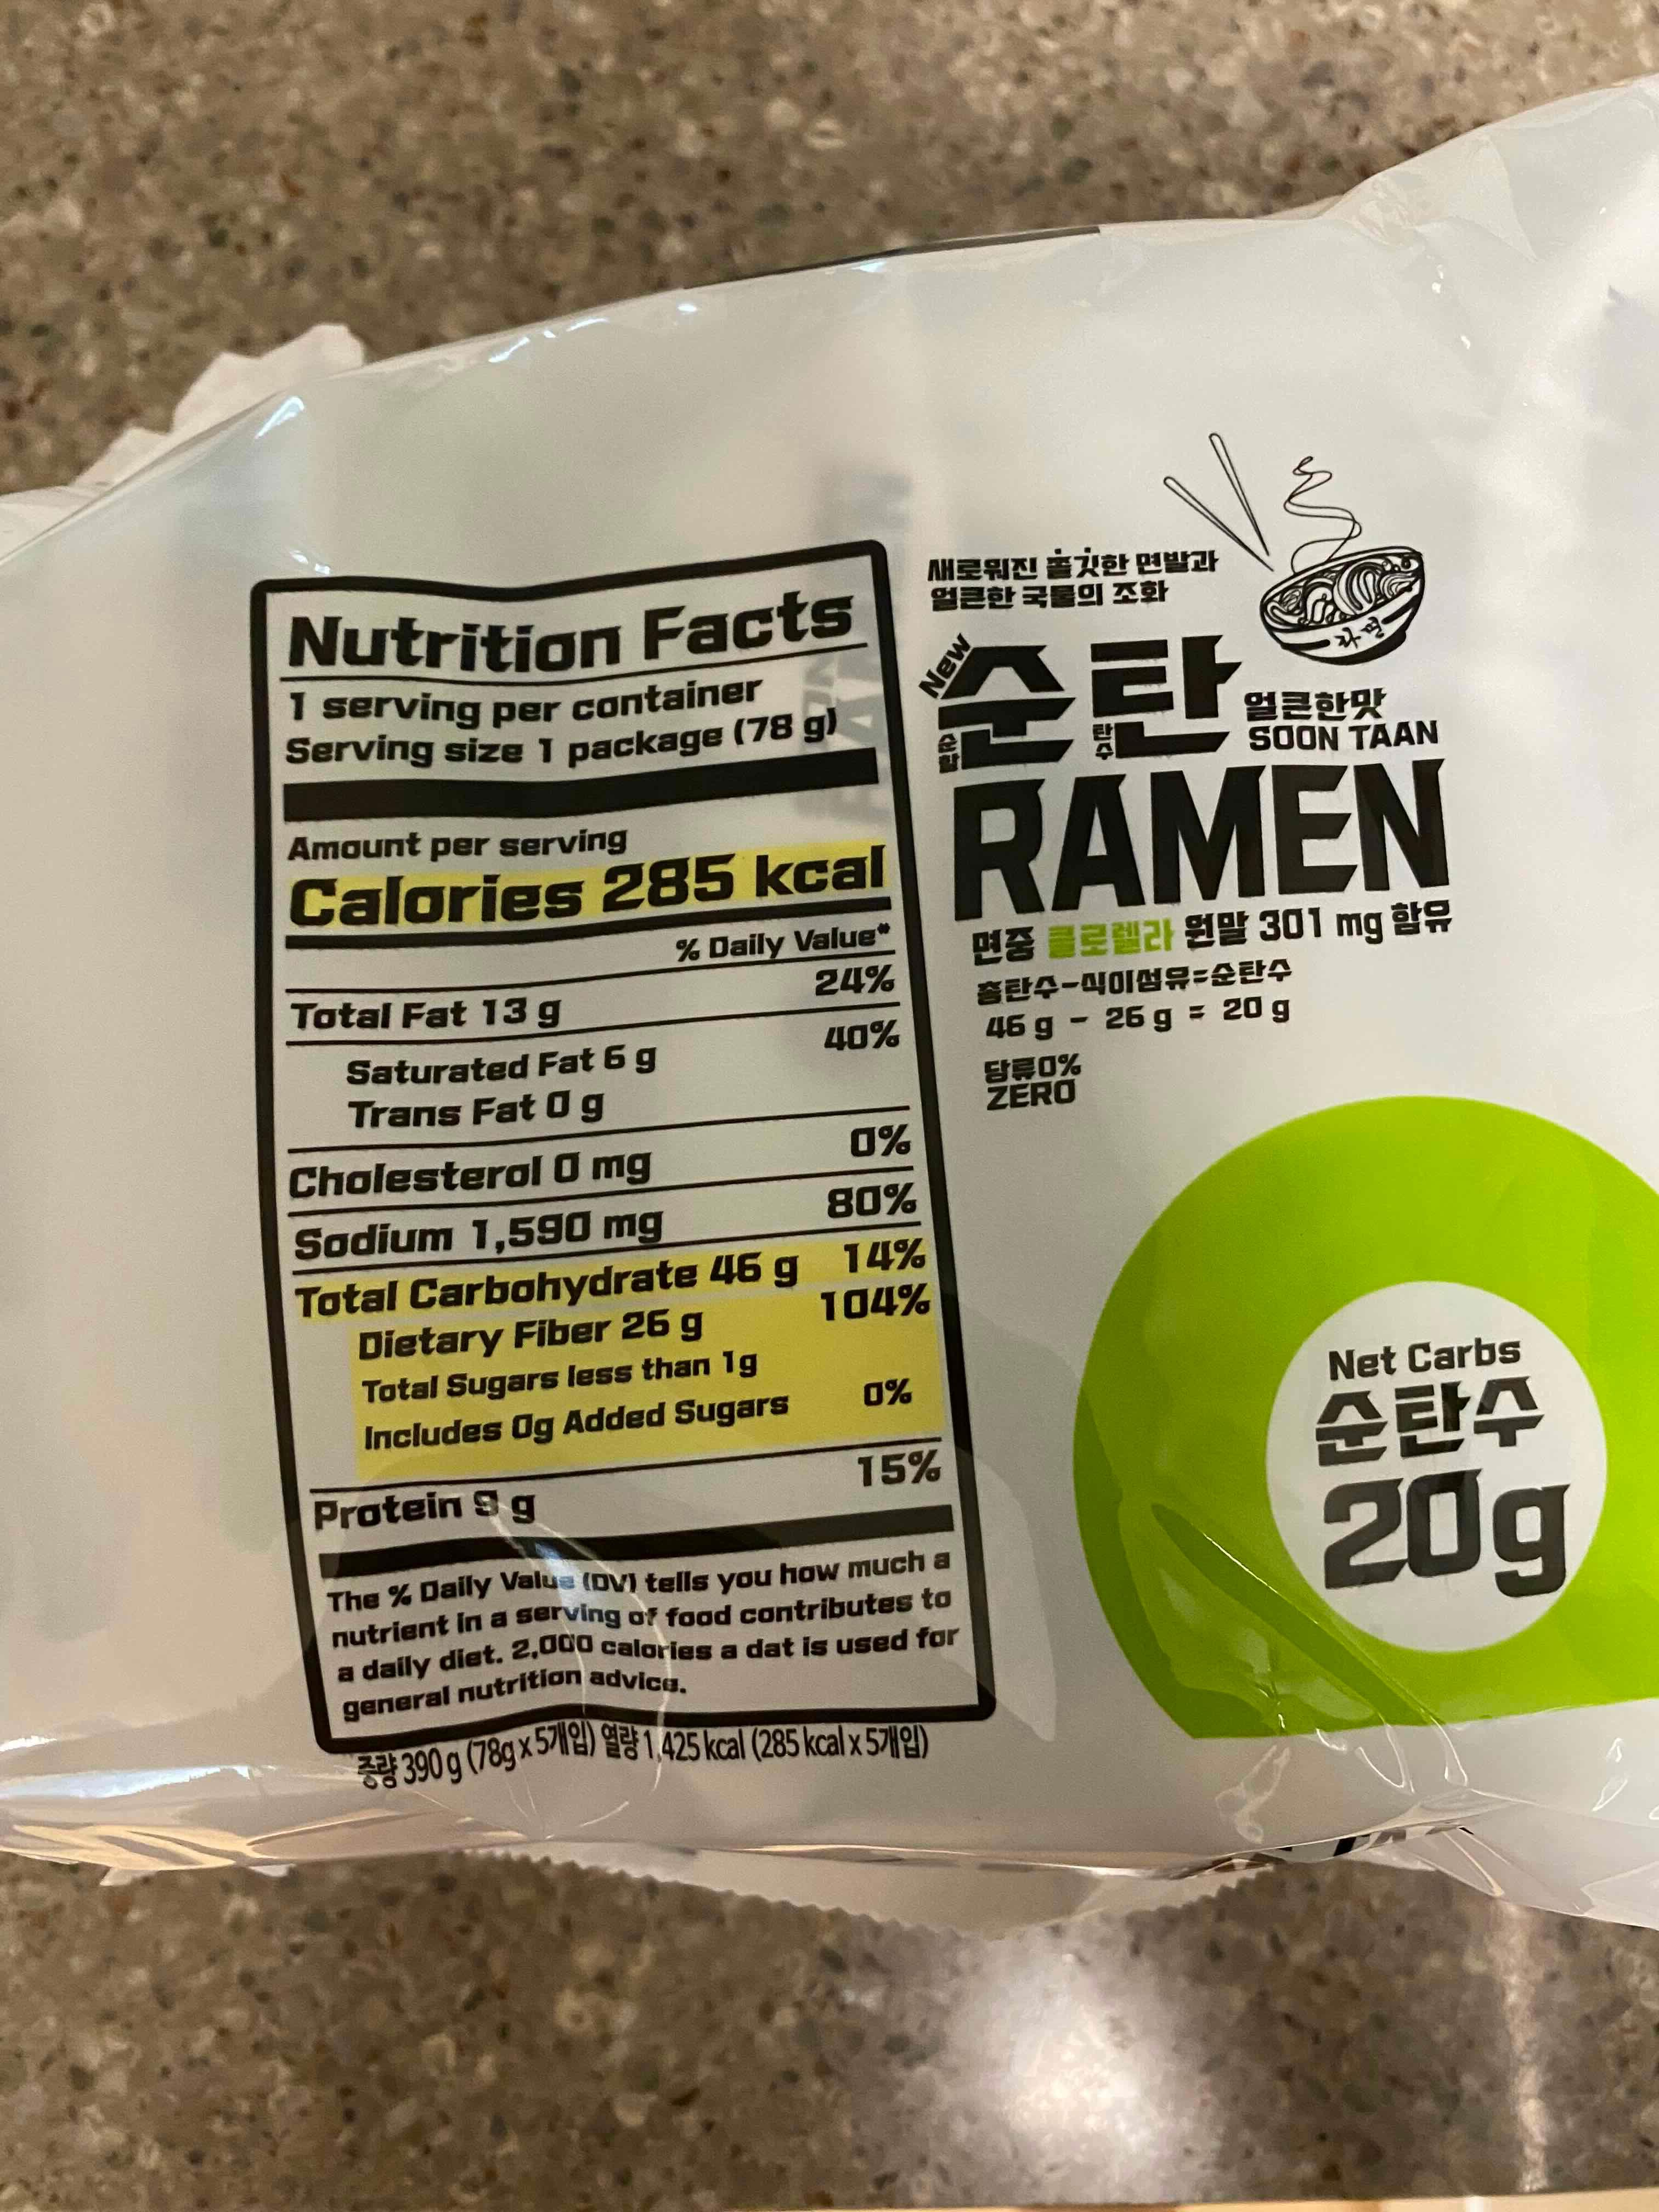 Nutrition Facts
1 serving per container
Serving size 1 package (78 g)
Amount per serving
Calories 285 kcal
% Daily Value*
Total Fat 13 g 24%
Saturated Fat 6 g 40%
Trans Fat 0 g
Cholesterol 0 mg 0%
Sodium 1,590 mg 80%
Total Carbohydrate 46 g 14%
Dietary Fiber 26 g 104%
Total Sugars less than 1g
Includes 0g Added Sugars 0%
Protein 9 g 15%
The % Daily Value (DV) tells you how much a
nutrient in a serving of food contributes to
a daily diet. 2,000 calories a dat is used for
general nutrition advice.
중량 390 g (78g x 5개입) 열량 1,425 kcal (285 kcal x 5개입)
새로워진 쫄깃한 면발과
얼큰한 국물의 조화
라면
New
순탄
순할
탄수
얼큰한맛
SOON TAAN
RAMEN
면중 클로렐라 원말 301 mg 함유
총탄수-식이섬유=순탄수
46 g - 26 g = 20 g
당류0%
ZERO
Net Carbs
순탄수
20g